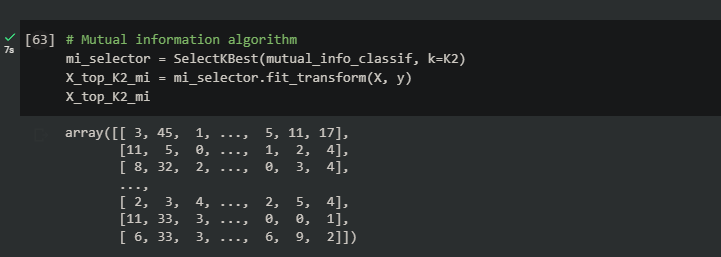 [63] # Mutual information algorithm
7s
mi_selector = SelectKBest(mutual_info_classif, k=K2)
X_top_K2_mi = mi_selector.fit_transform(X, y)
X_top_K2_mi
array([[ 3, 45,  1, ...,  5, 11, 17],
       [11,  5,  0, ...,  1,  2,  4],
       [ 8, 32,  2, ...,  0,  3,  4],
       ...,
       [ 2,  3,  4, ...,  2,  5,  4],
       [11, 33,  3, ...,  0,  0,  1],
       [ 6, 33,  3, ...,  6,  9,  2]])